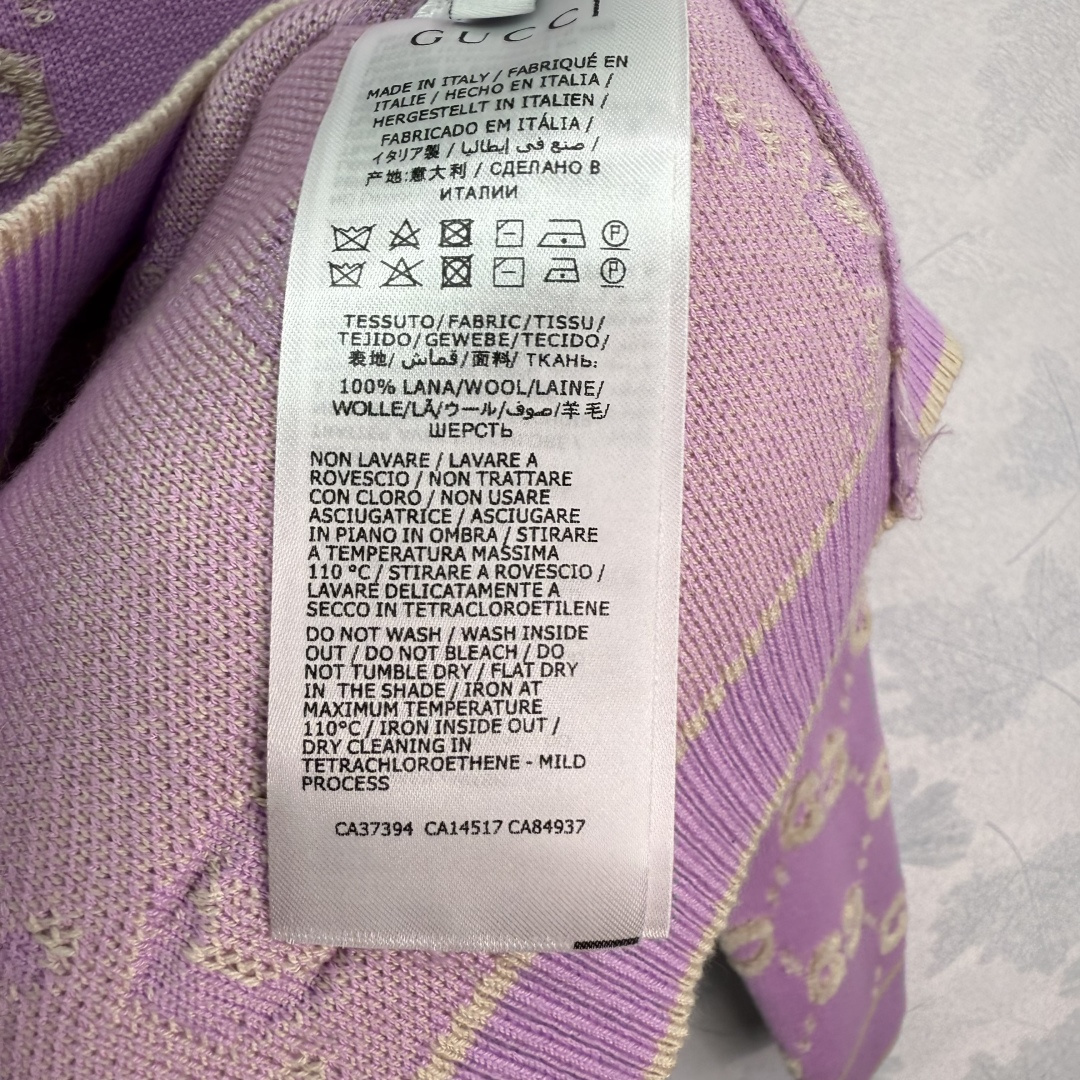 GUCCI
MADE IN ITALY / FABRIQUÉ EN
ITALIE / HECHO EN ITALIA /
HERGESTELLT IN ITALIEN /
FABRICADO EM ITÁLIA /
イタリア製 / صنع في إيطاليا /
产地:意大利 / СДЕЛАНО В
ИТАЛИИ
P
P
TESSUTO/FABRIC/TISSU/
TEJIDO/GEWEBE/TECIDO/
表地/ قماش/面料/ ТКАНЬ:
100% LANA/WOOL/LAINE/
WOLLE/LÃ/ウール/صوف/羊毛/
ШЕРСТЬ
NON LAVARE / LAVARE A
ROVESCIO / NON TRATTARE
CON CLORO / NON USARE
ASCIUGATRICE / ASCIUGARE
IN PIANO IN OMBRA / STIRARE
A TEMPERATURA MASSIMA
110 °C / STIRARE A ROVESCIO /
LAVARE DELICATAMENTE A
SECCO IN TETRACLOROETILENE
DO NOT WASH / WASH INSIDE
OUT / DO NOT BLEACH / DO
NOT TUMBLE DRY / FLAT DRY
IN THE SHADE / IRON AT
MAXIMUM TEMPERATURE
110°C / IRON INSIDE OUT /
DRY CLEANING IN
TETRACHLOROETHENE - MILD
PROCESS
CA37394 CA14517 CA84937